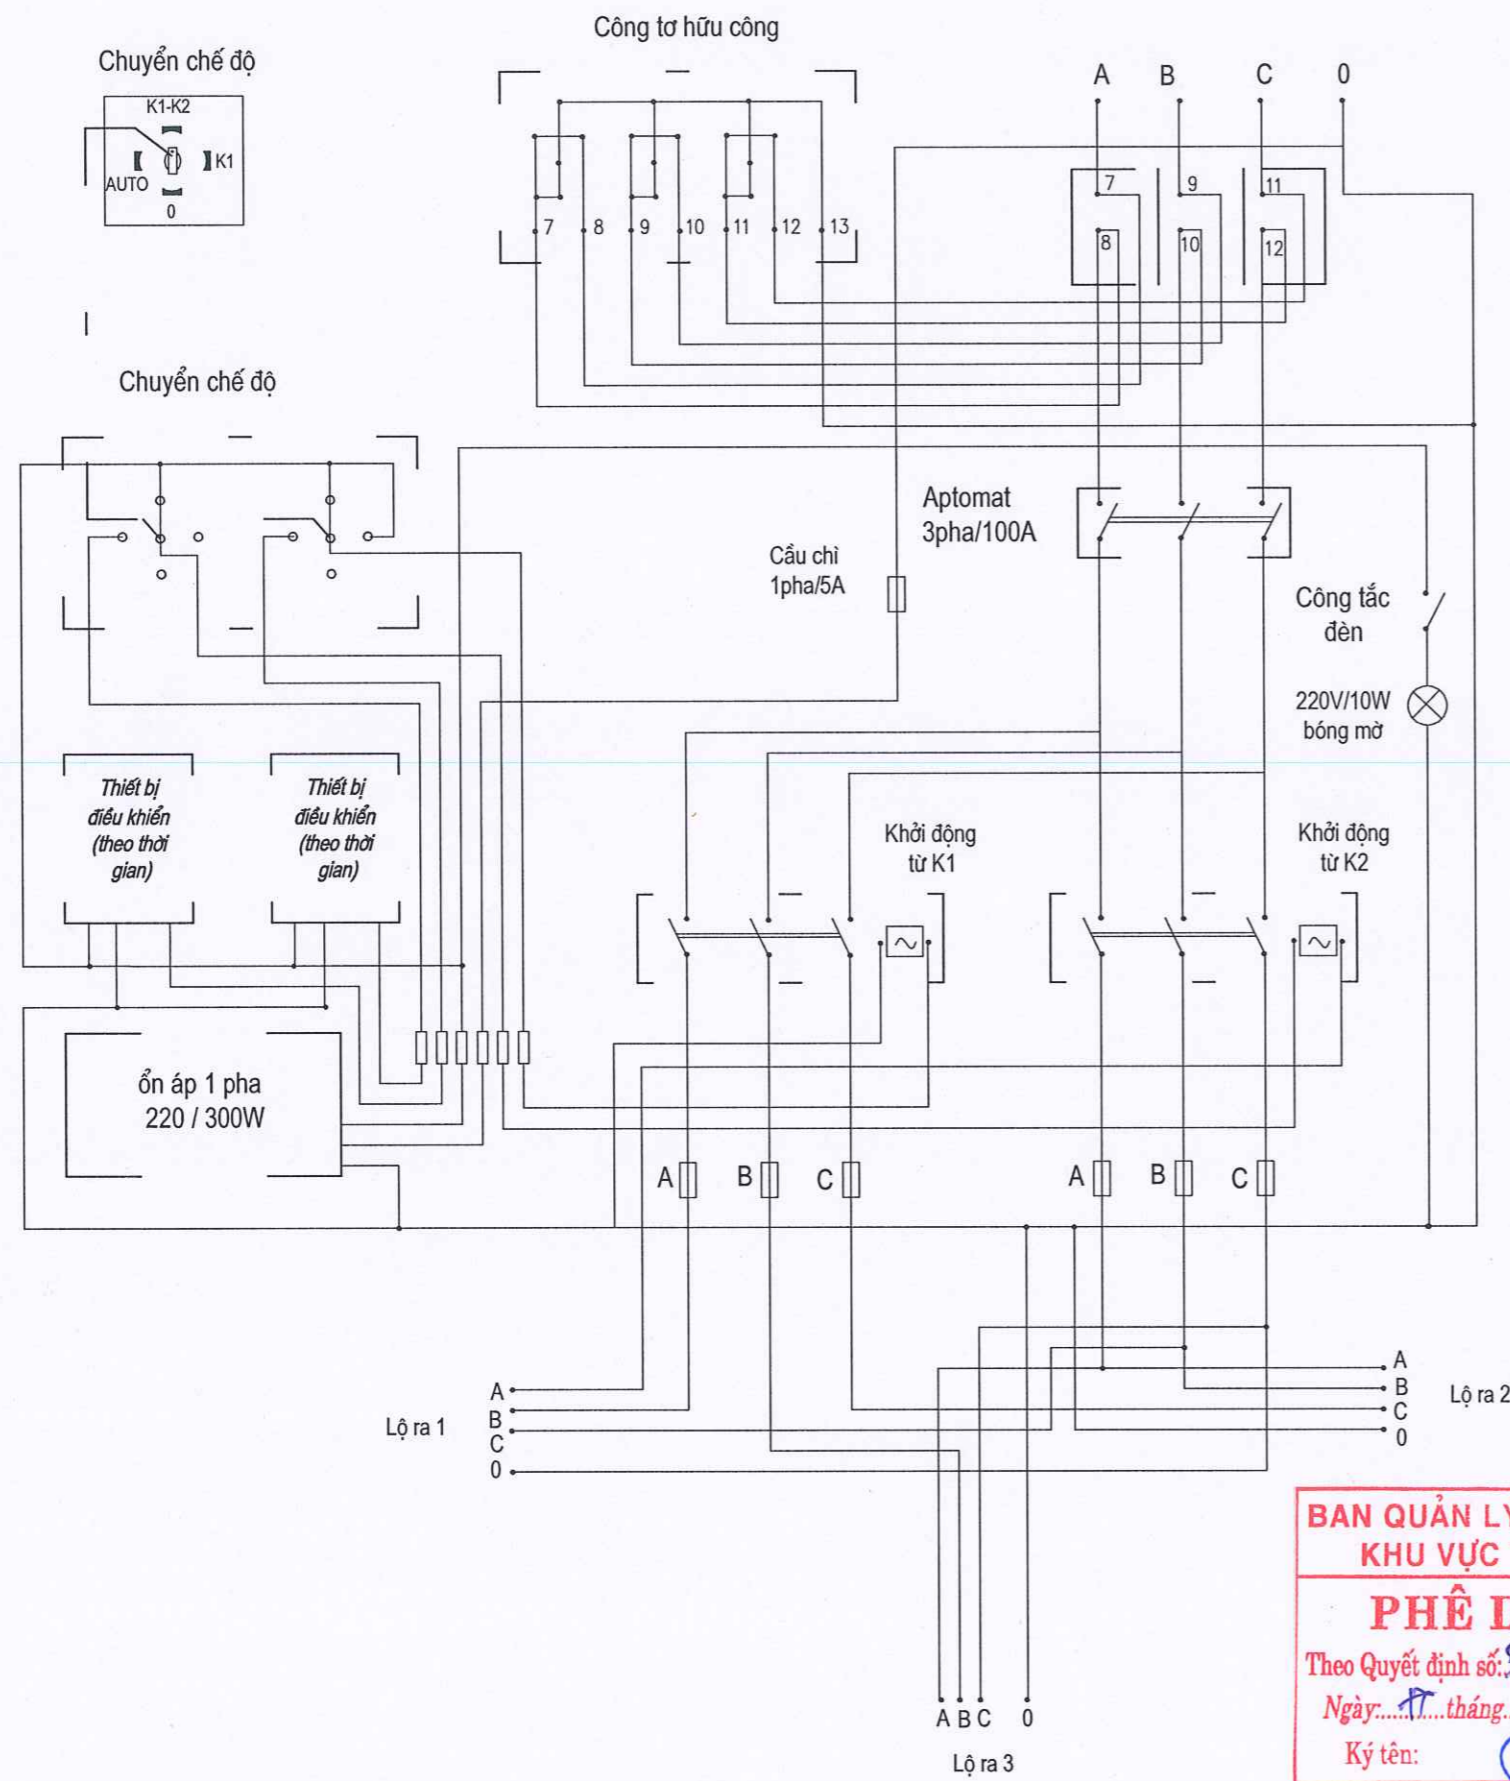 Công tơ hữu công
Chuyển chế độ
K1-K2
K1
AUTO
0
A B C 0
7 8 9 10 11 12 13
7 9 11
8 10 12
Chuyển chế độ
Aptomat
3pha/100A
Cầu chì
1pha/5A
Công tắc
đèn
220V/10W
bóng mờ
Thiết bị
điều khiển
(theo thời
gian)
Thiết bị
điều khiển
(theo thời
gian)
Khởi động
từ K1
Khởi động
từ K2
ổn áp 1 pha
220 / 300W
A B C
A B C
A
B
C
0
Lộ ra 1
A
B
C
0
Lộ ra 2
A B C 0
Lộ ra 3
BAN QUẢN LÝ
KHU VỰC
PHÊ D
Theo Quyết định số:
Ngày:......17.....tháng.
Ký tên: